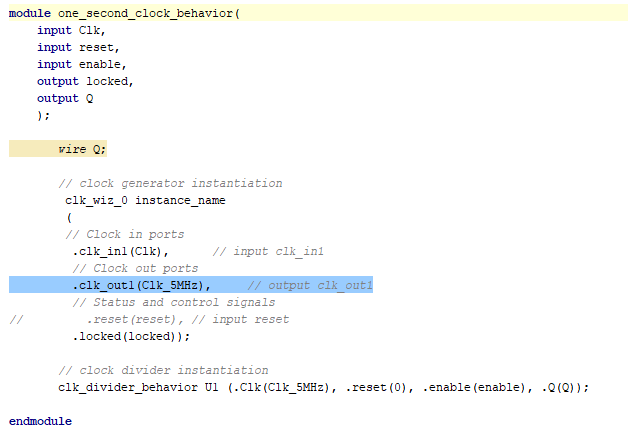 module one_second_clock_behavior(
    input Clk,
    input reset,
    input enable,
    output locked,
    output Q
    );
       wire Q;
       // clock generator instantiation
        clk_wiz_0 instance_name
        (
        // Clock in ports
         .clk_in1(Clk),      // input clk_in1
         // Clock out ports
         .clk_out1(Clk_5MHz),     // output clk_out1
         // Status and control signals
//         .reset(reset), // input reset
         .locked(locked));
       // clock divider instantiation
       clk_divider_behavior U1 (.Clk(Clk_5MHz), .reset(0), .enable(enable), .Q(Q));
endmodule